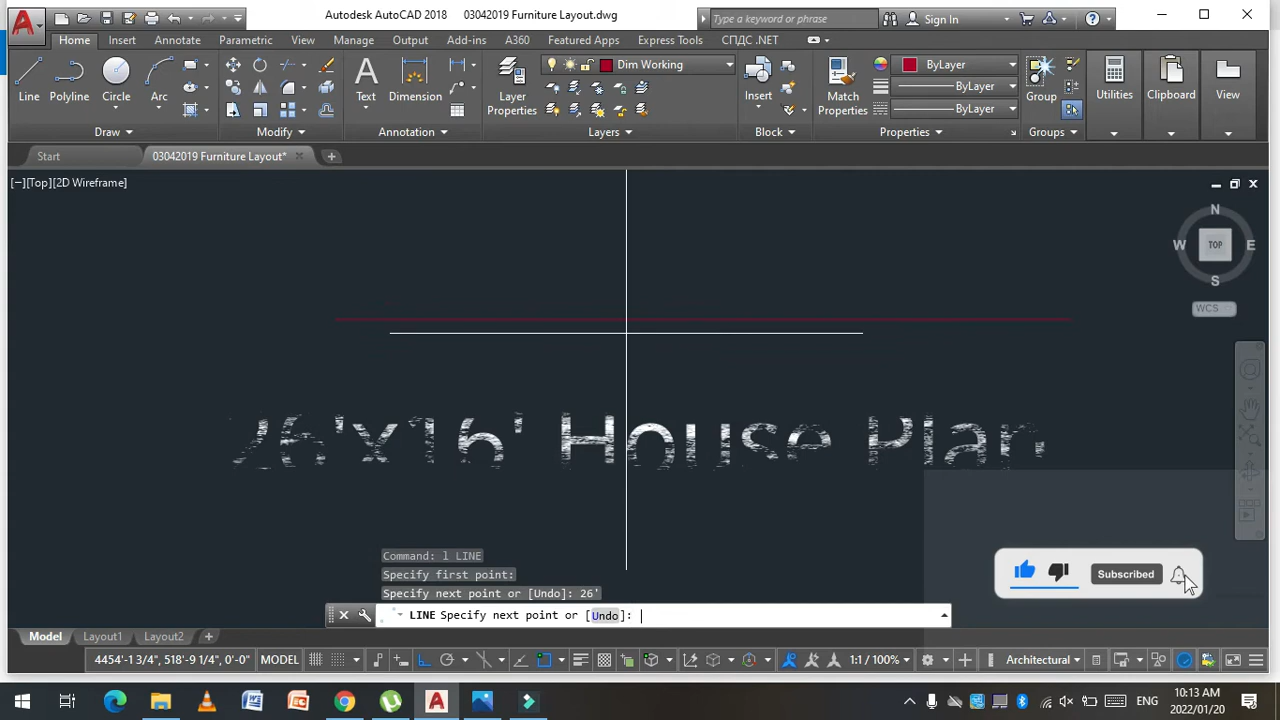 Autodesk AutoCAD 2018 03042019 Furniture Layout.dwg
Type a keyword or phrase
Sign In
Home Insert Annotate Parametric View Manage Output Add-ins A360 Featured Apps Express Tools СПДС .NET
Line Polyline Circle Arc
Text Dimension
Layer Properties
Dim Working
Insert
Match Properties
ByLayer
ByLayer
ByLayer
Group
Utilities
Clipboard
View
Draw Modify Annotation Layers Block Properties Groups
Start 03042019 Furniture Layout*
[−][Top][2D Wireframe]
N
W TOP E
S
WCS
26'x16' House Plan
Command: l LINE
Specify first point:
Specify next point or [Undo]: 26'
LINE Specify next point or [Undo]:
Subscribed
Model Layout1 Layout2
4454'-1 3/4", 518'-9 1/4", 0'-0" MODEL 1:1 / 100% Architectural
ENG
10:13 AM
2022/01/20